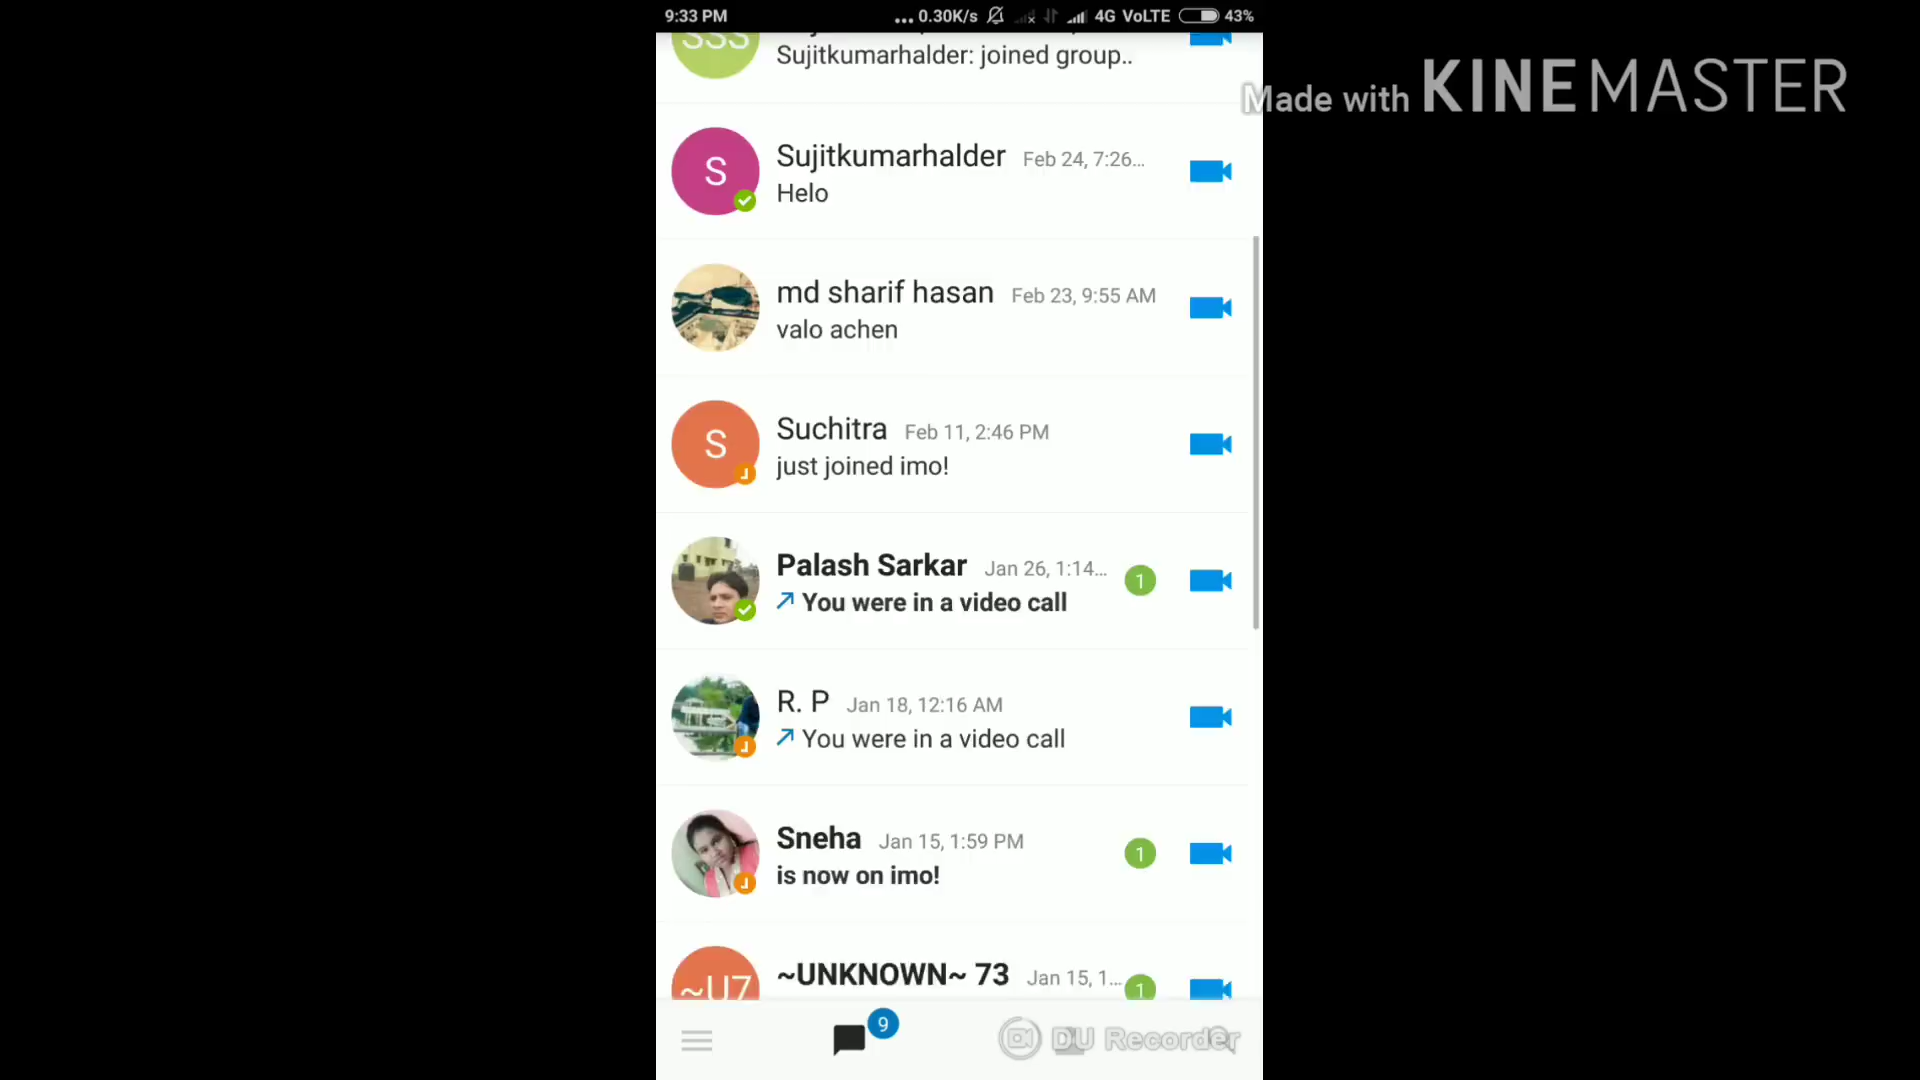 9:33 PM
... 0.30K/s 4G VoLTE 43%
Made with KINEMASTER
SSS
Sujitkumarhalder: joined group..
S
Sujitkumarhalder Feb 24, 7:26...
Helo
md sharif hasan Feb 23, 9:55 AM
valo achen
S
Suchitra Feb 11, 2:46 PM
just joined imo!
Palash Sarkar Jan 26, 1:14... 1
You were in a video call
R. P Jan 18, 12:16 AM
You were in a video call
Sneha Jan 15, 1:59 PM 1
is now on imo!
~U7
~UNKNOWN~ 73 Jan 15, 1... 1
9
DU Recorder